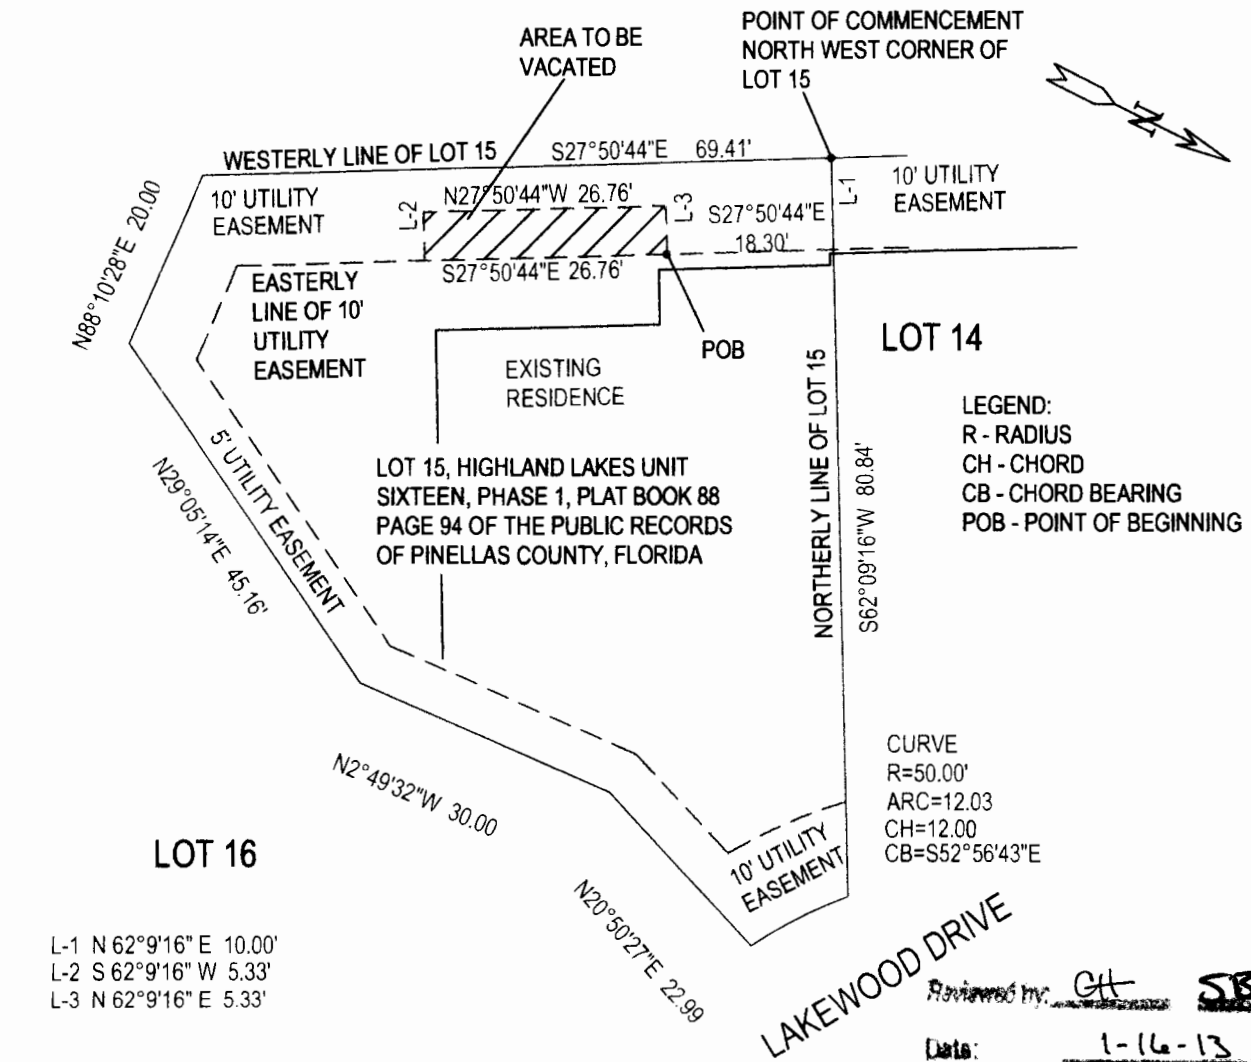 AREA TO BE
VACATED
POINT OF COMMENCEMENT
NORTH WEST CORNER OF
LOT 15
N
WESTERLY LINE OF LOT 15
S27°50'44"E 69.41'
10' UTILITY
EASEMENT
N27°50'44"W 26.76'
L-2
L-3
S27°50'44"E
18.30'
L-1
10' UTILITY
EASEMENT
N88°10'28"E 20.00
S27°50'44"E 26.76'
EASTERLY
LINE OF 10'
UTILITY
EASEMENT
POB
LOT 14
EXISTING
RESIDENCE
LEGEND:
R - RADIUS
CH - CHORD
CB - CHORD BEARING
POB - POINT OF BEGINNING
5' UTILITY EASEMENT
N29°05'14"E 45.16'
LOT 15, HIGHLAND LAKES UNIT
SIXTEEN, PHASE 1, PLAT BOOK 88
PAGE 94 OF THE PUBLIC RECORDS
OF PINELLAS COUNTY, FLORIDA
NORTHERLY LINE OF LOT 15
S62°09'16"W 80.84'
N2°49'32"W 30.00
CURVE
R=50.00'
ARC=12.03
CH=12.00
CB=S52°56'43"E
LOT 16
10' UTILITY
EASEMENT
N20°50'27"E 22.99
LAKEWOOD DRIVE
L-1 N 62°9'16" E 10.00'
L-2 S 62°9'16" W 5.33'
L-3 N 62°9'16" E 5.33'
Reviewed by: GH SB
Date: 1-16-13